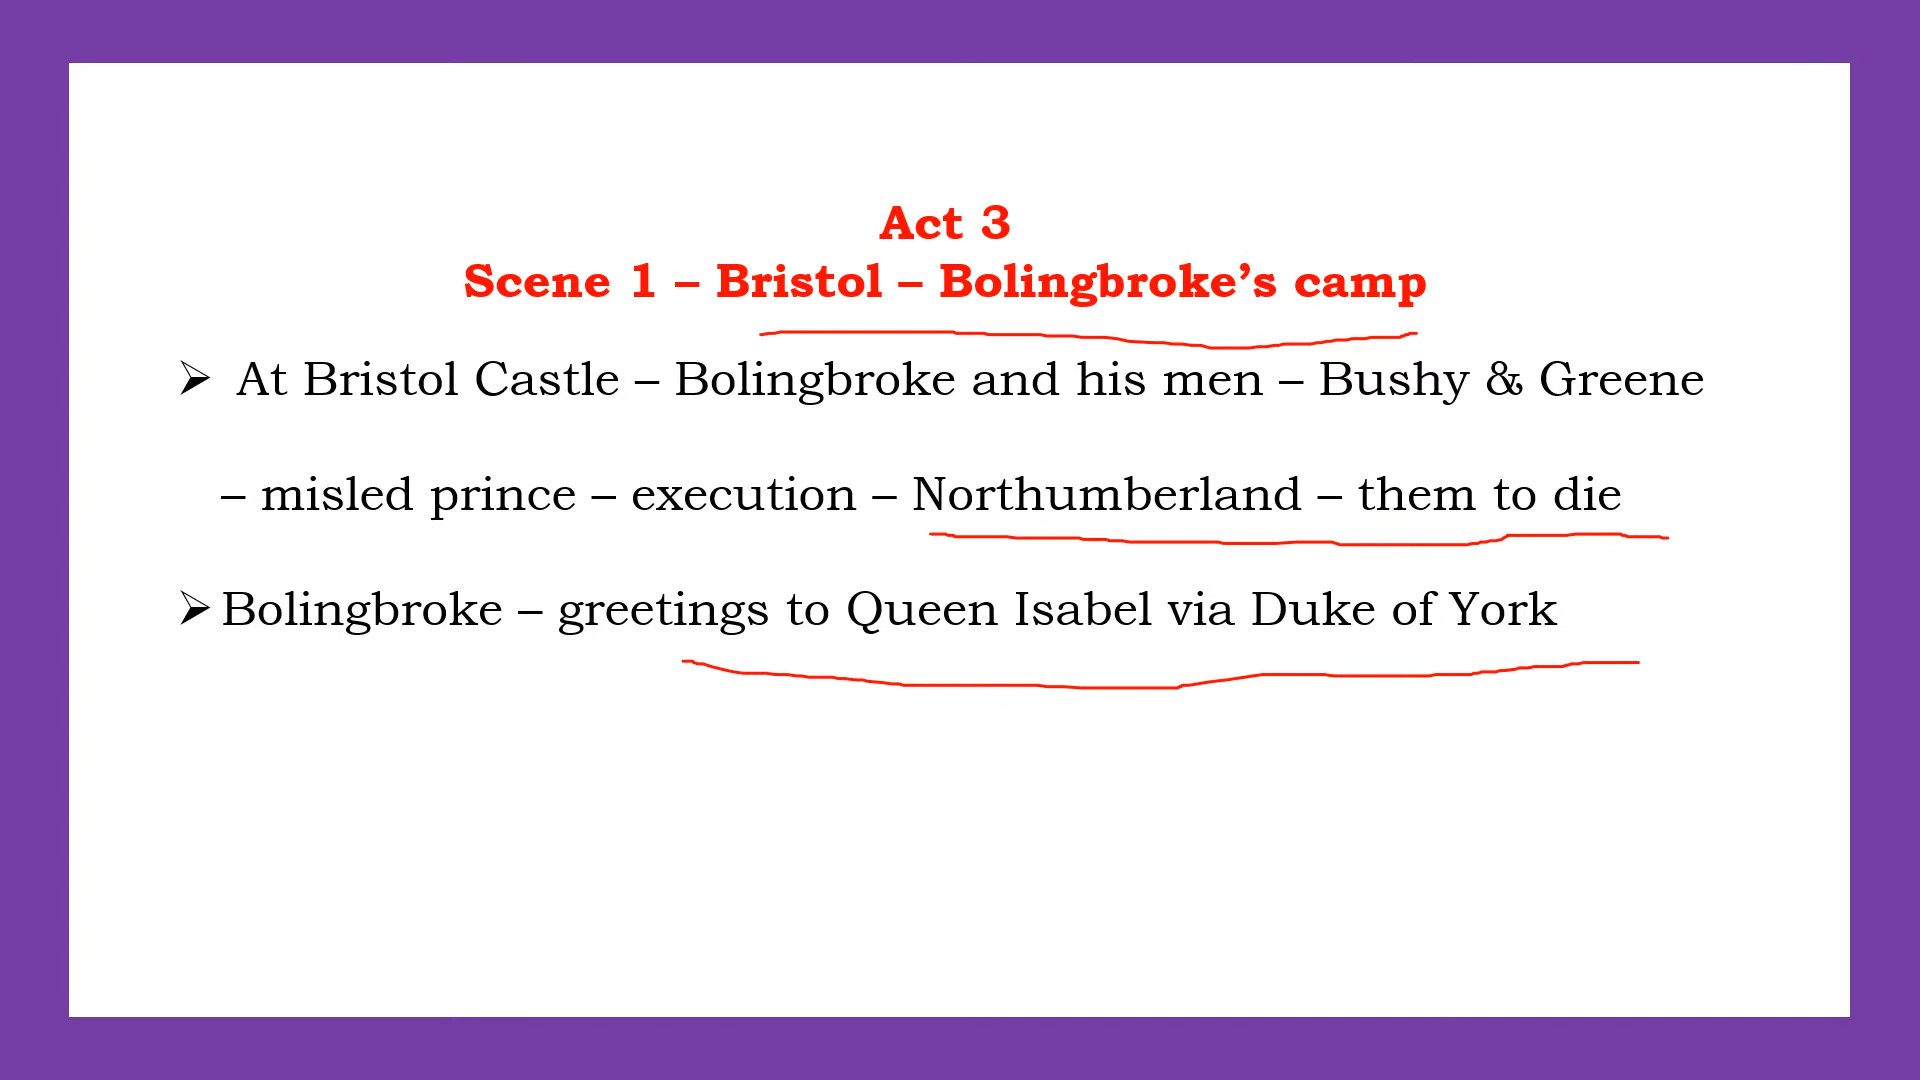 Act 3
Scene 1 – Bristol – Bolingbroke’s camp
➢ At Bristol Castle – Bolingbroke and his men – Bushy & Greene
– misled prince – execution – Northumberland – them to die
➢ Bolingbroke – greetings to Queen Isabel via Duke of York